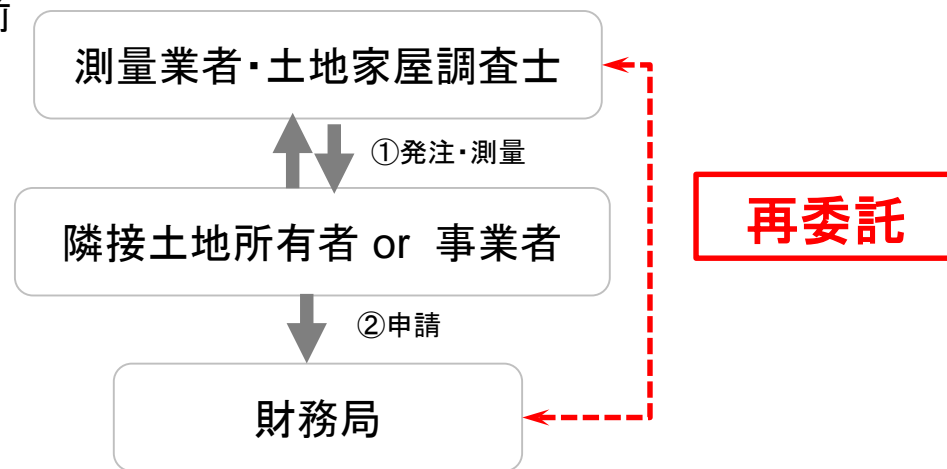 前
測量業者・土地家屋調査士
①発注・測量
隣接土地所有者 or 事業者
再委託
②申請
財務局